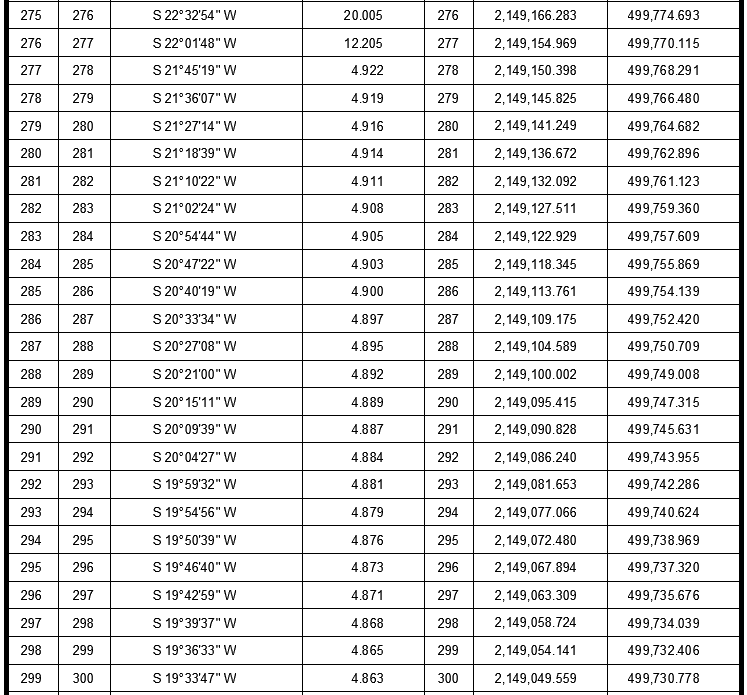 275 276 S 22°32'54" W 20.005 276 2,149,166.283 499,774.693
276 277 S 22°01'48" W 12.205 277 2,149,154.969 499,770.115
277 278 S 21°45'19" W 4.922 278 2,149,150.398 499,768.291
278 279 S 21°36'07" W 4.919 279 2,149,145.825 499,766.480
279 280 S 21°27'14" W 4.916 280 2,149,141.249 499,764.682
280 281 S 21°18'39" W 4.914 281 2,149,136.672 499,762.896
281 282 S 21°10'22" W 4.911 282 2,149,132.092 499,761.123
282 283 S 21°02'24" W 4.908 283 2,149,127.511 499,759.360
283 284 S 20°54'44" W 4.905 284 2,149,122.929 499,757.609
284 285 S 20°47'22" W 4.903 285 2,149,118.345 499,755.869
285 286 S 20°40'19" W 4.900 286 2,149,113.761 499,754.139
286 287 S 20°33'34" W 4.897 287 2,149,109.175 499,752.420
287 288 S 20°27'08" W 4.895 288 2,149,104.589 499,750.709
288 289 S 20°21'00" W 4.892 289 2,149,100.002 499,749.008
289 290 S 20°15'11" W 4.889 290 2,149,095.415 499,747.315
290 291 S 20°09'39" W 4.887 291 2,149,090.828 499,745.631
291 292 S 20°04'27" W 4.884 292 2,149,086.240 499,743.955
292 293 S 19°59'32" W 4.881 293 2,149,081.653 499,742.286
293 294 S 19°54'56" W 4.879 294 2,149,077.066 499,740.624
294 295 S 19°50'39" W 4.876 295 2,149,072.480 499,738.969
295 296 S 19°46'40" W 4.873 296 2,149,067.894 499,737.320
296 297 S 19°42'59" W 4.871 297 2,149,063.309 499,735.676
297 298 S 19°39'37" W 4.868 298 2,149,058.724 499,734.039
298 299 S 19°36'33" W 4.865 299 2,149,054.141 499,732.406
299 300 S 19°33'47" W 4.863 300 2,149,049.559 499,730.778